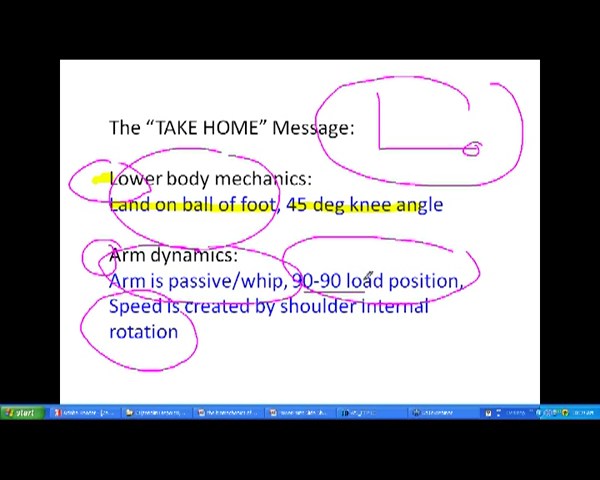 The “TAKE HOME” Message:
Lower body mechanics:
Land on ball of foot, 45 deg knee angle
Arm dynamics:
Arm is passive/whip, 90-90 load position,
Speed is created by shoulder internal
rotation
start